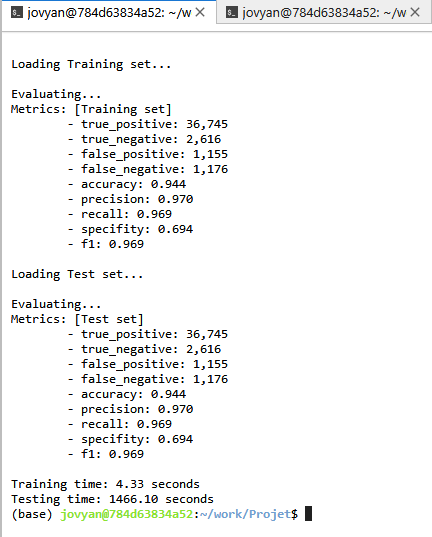 jovyan@784d63834a52: ~/w
jovyan@784d63834a52: ~/w
Loading Training set...
Evaluating...
Metrics: [Training set]
- true_positive: 36,745
- true_negative: 2,616
- false_positive: 1,155
- false_negative: 1,176
- accuracy: 0.944
- precision: 0.970
- recall: 0.969
- specifity: 0.694
- f1: 0.969
Loading Test set...
Evaluating...
Metrics: [Test set]
- true_positive: 36,745
- true_negative: 2,616
- false_positive: 1,155
- false_negative: 1,176
- accuracy: 0.944
- precision: 0.970
- recall: 0.969
- specifity: 0.694
- f1: 0.969
Training time: 4.33 seconds
Testing time: 1466.10 seconds
(base) jovyan@784d63834a52:~/work/Projet$